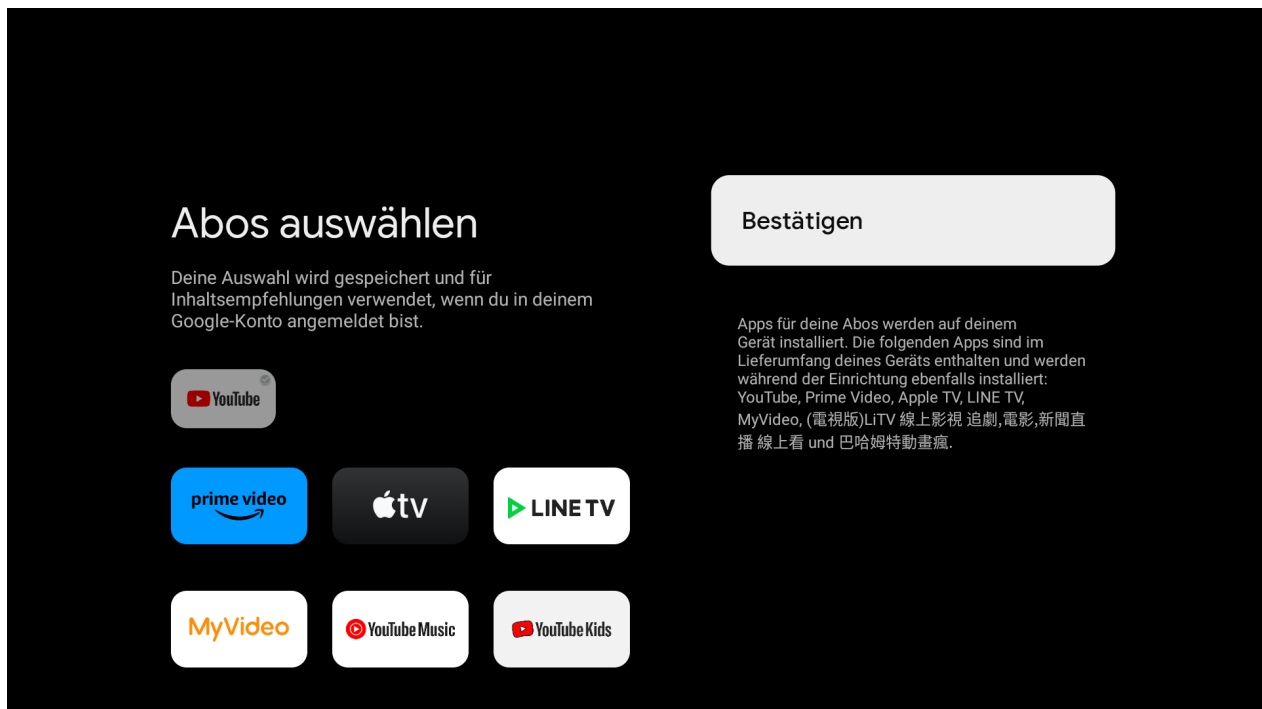 Abos auswählen
Deine Auswahl wird gespeichert und für
Inhaltsempfehlungen verwendet, wenn du in deinem
Google-Konto angemeldet bist.
YouTube
prime video
tv
LINE TV
MyVideo
YouTube Music
YouTube Kids
Bestätigen
Apps für deine Abos werden auf deinem
Gerät installiert. Die folgenden Apps sind im
Lieferumfang deines Geräts enthalten und werden
während der Einrichtung ebenfalls installiert:
YouTube, Prime Video, Apple TV, LINE TV,
MyVideo, (電視版)LiTV 線上影視 追劇,電影,新聞直
播 線上看 und 巴哈姆特動畫瘋.